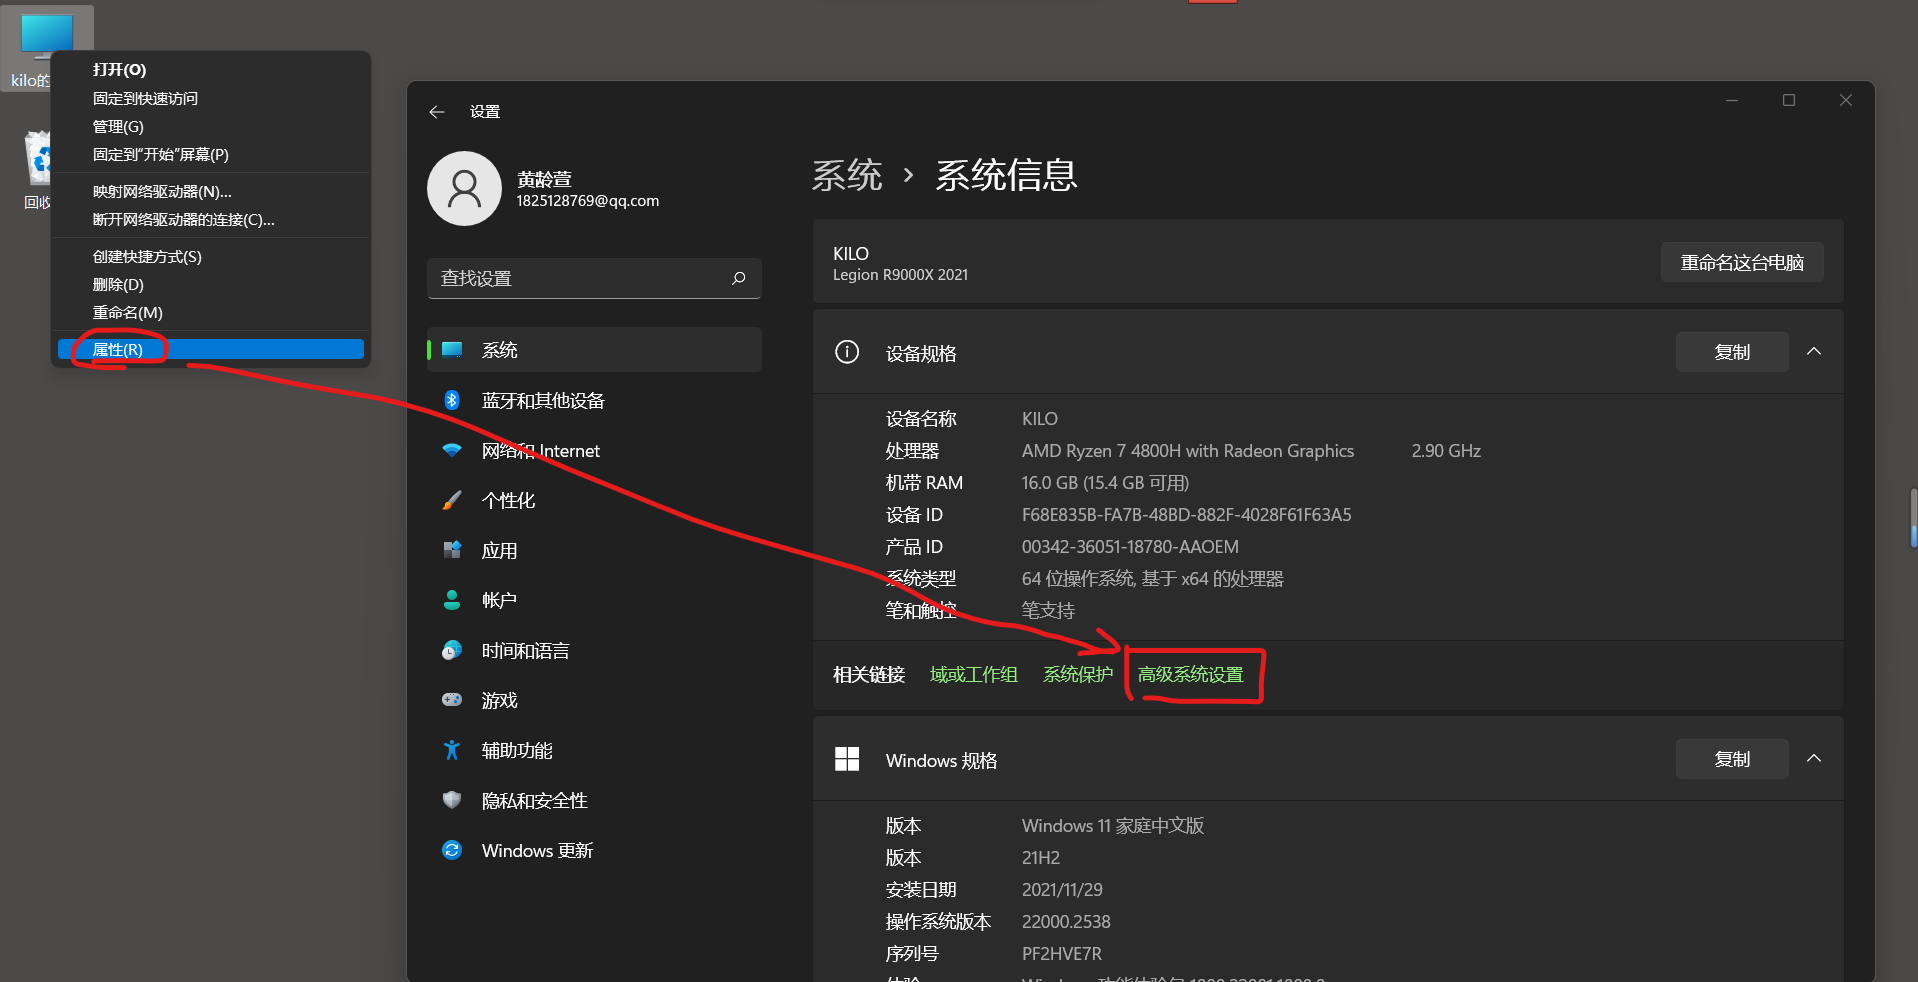 kilo的
回收
打开(O)
固定到快速访问
管理(G)
固定到“开始”屏幕(P)
映射网络驱动器(N)...
断开网络驱动器的连接(C)...
创建快捷方式(S)
删除(D)
重命名(M)
属性(R)
设置
黄龄萱
1825128769@qq.com
查找设置
系统
蓝牙和其他设备
网络和 Internet
个性化
应用
帐户
时间和语言
游戏
辅助功能
隐私和安全性
Windows 更新
系统 › 系统信息
KILO
Legion R9000X 2021
重命名这台电脑
设备规格
复制
设备名称 KILO
处理器 AMD Ryzen 7 4800H with Radeon Graphics 2.90 GHz
机带 RAM 16.0 GB (15.4 GB 可用)
设备 ID F68E835B-FA7B-48BD-882F-4028F61F63A5
产品 ID 00342-36051-18780-AAOEM
系统类型 64 位操作系统, 基于 x64 的处理器
笔和触控 笔支持
相关链接 域或工作组 系统保护 高级系统设置
Windows 规格
复制
版本 Windows 11 家庭中文版
版本 21H2
安装日期 2021/11/29
操作系统版本 22000.2538
序列号 PF2HVE7R